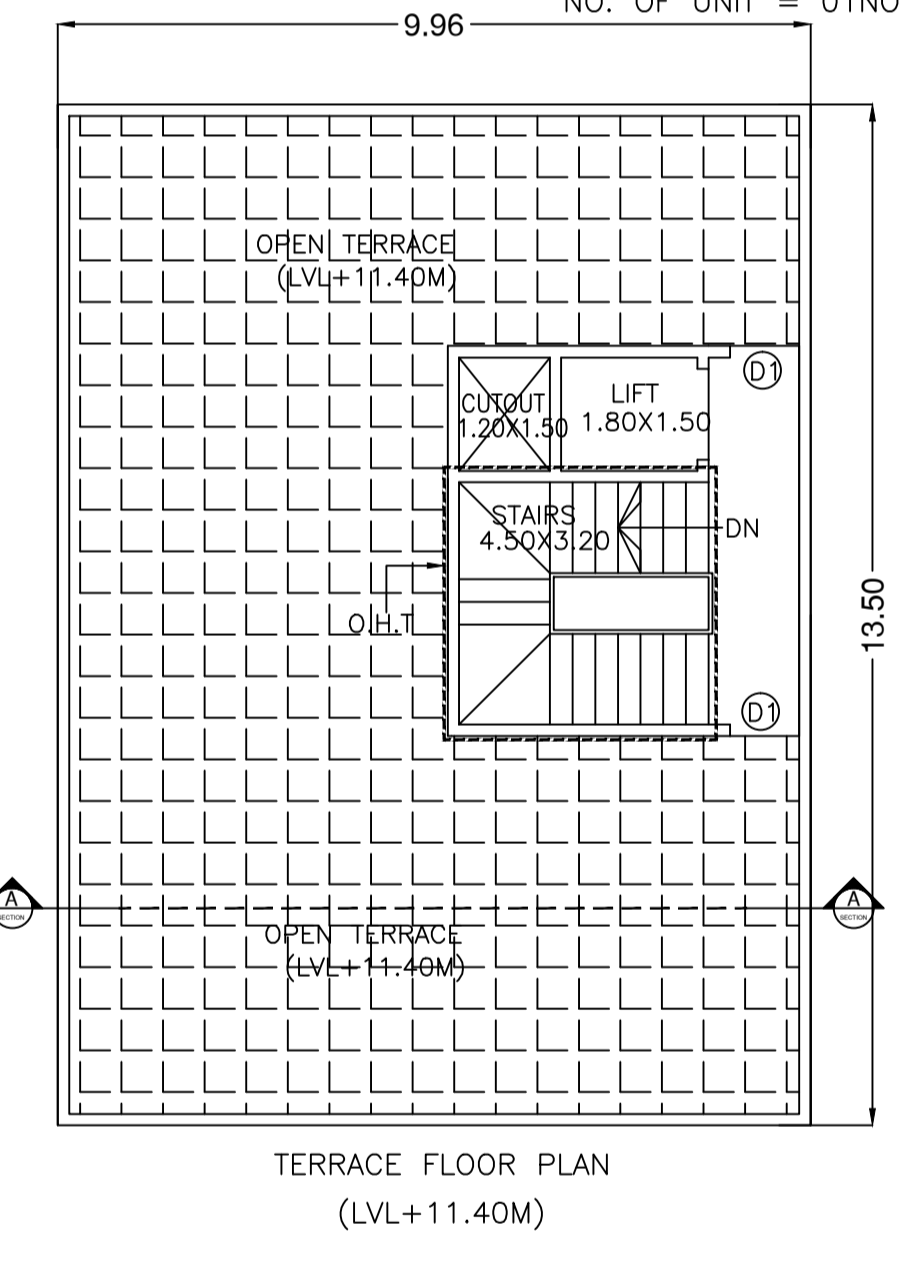 NO. OF UNIT = 01NO
9.96
OPEN TERRACE
(LVL+11.40M)
D1
CUTOUT
1.20X1.50
LIFT
1.80X1.50
STAIRS
4.50X3.20
DN
O.H.T
13.50
D1
A
SECTION
A
SECTION
OPEN TERRACE
(LVL+11.40M)
TERRACE FLOOR PLAN
(LVL+11.40M)